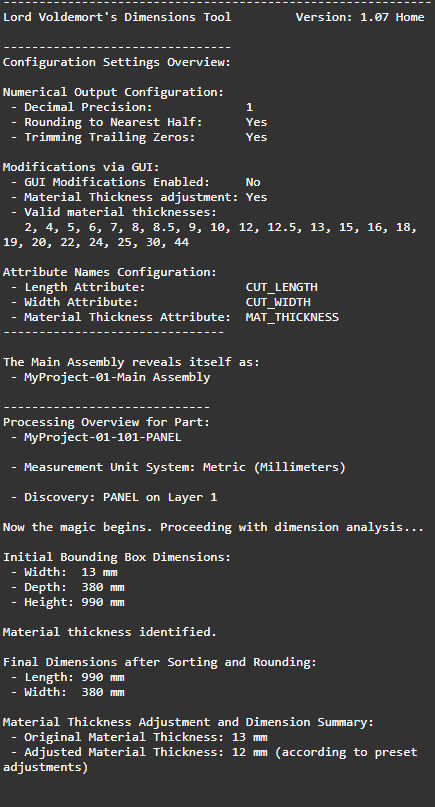 -----------------------------------------------------------
Lord Voldemort's Dimensions Tool         Version: 1.07 Home

-------------------------------
Configuration Settings Overview:

Numerical Output Configuration:
 - Decimal Precision:             1
 - Rounding to Nearest Half:      Yes
 - Trimming Trailing Zeros:       Yes

Modifications via GUI:
 - GUI Modifications Enabled:     No
 - Material Thickness adjustment: Yes
 - Valid material thicknesses:
   2, 4, 5, 6, 7, 8, 8.5, 9, 10, 12, 12.5, 13, 15, 16, 18,
19, 20, 22, 24, 25, 30, 44

Attribute Names Configuration:
 - Length Attribute:              CUT_LENGTH
 - Width Attribute:               CUT_WIDTH
 - Material Thickness Attribute:  MAT_THICKNESS
-------------------------------

The Main Assembly reveals itself as:
 - MyProject-01-Main Assembly

-----------------------------
Processing Overview for Part:
 - MyProject-01-101-PANEL

 - Measurement Unit System: Metric (Millimeters)

 - Discovery: PANEL on Layer 1

Now the magic begins. Proceeding with dimension analysis...

Initial Bounding Box Dimensions:
 - Width:  13 mm
 - Depth:  380 mm
 - Height: 990 mm

Material thickness identified.

Final Dimensions after Sorting and Rounding:
 - Length: 990 mm
 - Width:  380 mm

Material Thickness Adjustment and Dimension Summary:
 - Original Material Thickness: 13 mm
 - Adjusted Material Thickness: 12 mm (according to preset
adjustments)